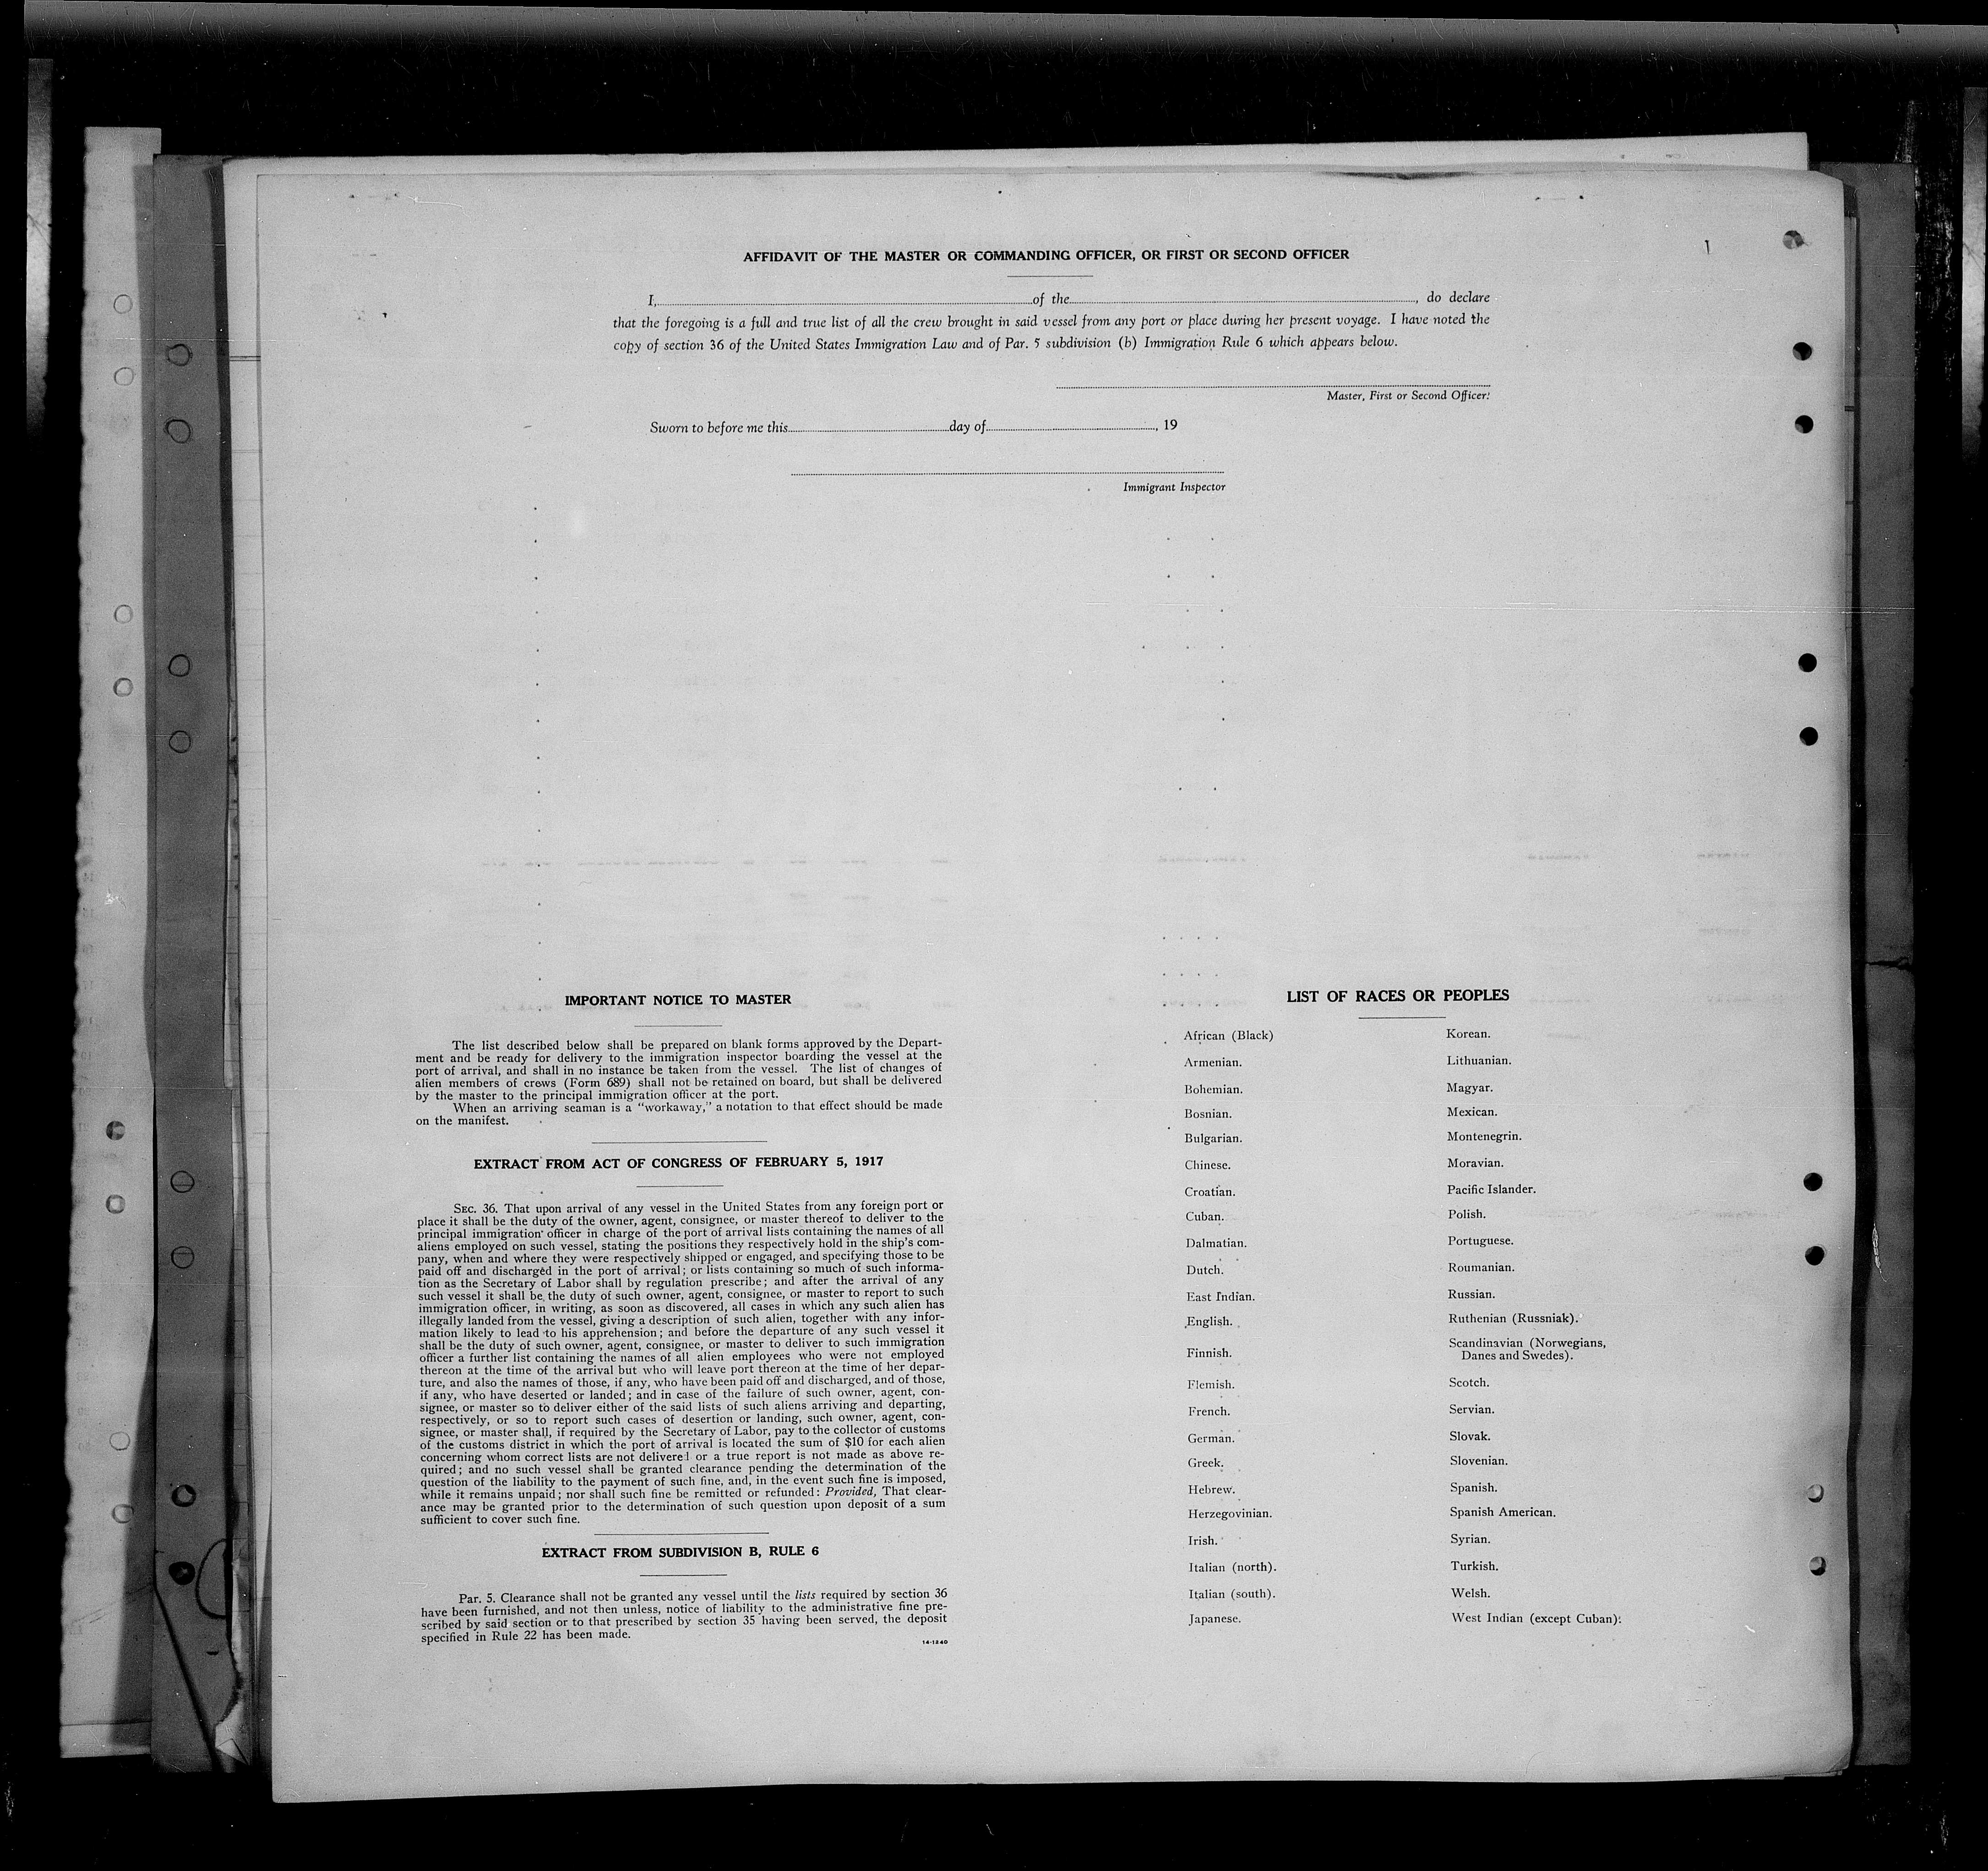 AFFIDAVIT OF THE MASTER OR COMMANDING OFFICER, OR FIRST OR SECOND OFFICER
I, of the , do declare
that the foregoing is a full and true list of all the crew brought in said vessel from any port or place during her present voyage. I have noted the
copy of section 36 of the United States Immigration Law and of Par. 5 subdivision (b) Immigration Rule 6 which appears below.
Master, First or Second Officer.
Sworn to before me this day of , 19
Immigrant Inspector
IMPORTANT NOTICE TO MASTER
The list described below shall be prepared on blank forms approved by the Depart-
ment and be ready for delivery to the immigration inspector boarding the vessel at the
port of arrival, and shall in no instance be taken from the vessel. The list of changes of
alien members of crews (Form 689) shall not be retained on board, but shall be delivered
by the master to the principal immigration officer at the port.
When an arriving seaman is a "workaway," a notation to that effect should be made
on the manifest.
EXTRACT FROM ACT OF CONGRESS OF FEBRUARY 5, 1917
SEC. 36. That upon arrival of any vessel in the United States from any foreign port or
place it shall be the duty of the owner, agent, consignee, or master thereof to deliver to the
principal immigration officer in charge of the port of arrival lists containing the names of all
aliens employed on such vessel, stating the positions they respectively hold in the ship's com-
pany, when and where they were respectively shipped or engaged, and specifying those to be
paid off and discharged in the port of arrival; or lists containing so much of such informa-
tion as the Secretary of Labor shall by regulation prescribe; and after the arrival of any
such vessel it shall be the duty of such owner, agent, consignee, or master to report to such
immigration officer, in writing, as soon as discovered, all cases in which any such alien has
illegally landed from the vessel, giving a description of such alien, together with any infor-
mation likely to lead to his apprehension; and before the departure of any such vessel it
shall be the duty of such owner, agent, consignee, or master to deliver to such immigration
officer a further list containing the names of all alien employees who were not employed
thereon at the time of the arrival but who will leave port thereon at the time of her depar-
ture, and also the names of those, if any, who have been paid off and discharged, and of those,
if any, who have deserted or landed; and in case of the failure of such owner, agent, con-
signee, or master so to deliver either of the said lists of such aliens arriving and departing,
respectively, or so to report such cases of desertion or landing, such owner, agent, con-
signee, or master shall, if required by the Secretary of Labor, pay to the collector of customs
of the customs district in which the port of arrival is located the sum of $10 for each alien
concerning whom correct lists are not delivered or a true report is not made as above re-
quired; and no such vessel shall be granted clearance pending the determination of the
question of the liability to the payment of such fine, and, in the event such fine is imposed,
while it remains unpaid; nor shall such fine be remitted or refunded: Provided, That clear-
ance may be granted prior to the determination of such question upon deposit of a sum
sufficient to cover such fine.
EXTRACT FROM SUBDIVISION B, RULE 6
Par. 5. Clearance shall not be granted any vessel until the lists required by section 36
have been furnished, and not then unless, notice of liability to the administrative fine pre-
scribed by said section or to that prescribed by section 35 having been served, the deposit
specified in Rule 22 has been made.
14-1240
LIST OF RACES OR PEOPLES
African (Black)
Armenian.
Bohemian.
Bosnian.
Bulgarian.
Chinese.
Croatian.
Cuban.
Dalmatian.
Dutch.
East Indian.
English.
Finnish.
Flemish.
French.
German.
Greek.
Hebrew.
Herzegovinian.
Irish.
Italian (north).
Italian (south).
Japanese.
Korean.
Lithuanian.
Magyar.
Mexican.
Montenegrin.
Moravian.
Pacific Islander.
Polish.
Portuguese.
Roumanian.
Russian.
Ruthenian (Russniak).
Scandinavian (Norwegians,
Danes and Swedes).
Scotch.
Servian.
Slovak.
Slovenian.
Spanish.
Spanish American.
Syrian.
Turkish.
Welsh.
West Indian (except Cuban).